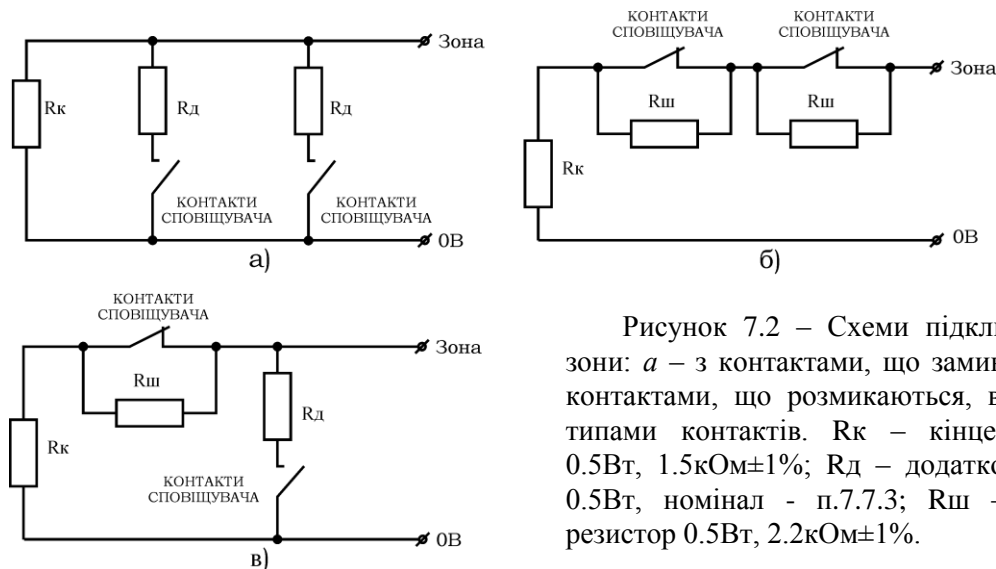 Зона
Rк
Rд
Rд
КОНТАКТИ
СПОВІЩУВАЧА
КОНТАКТИ
СПОВІЩУВАЧА
0В
а)
КОНТАКТИ
СПОВІЩУВАЧА
КОНТАКТИ
СПОВІЩУВАЧА
Зона
Rш
Rш
Rк
0В
б)
КОНТАКТИ
СПОВІЩУВАЧА
Зона
Rш
Rд
Rк
КОНТАКТИ
СПОВІЩУВАЧА
0В
в)
Рисунок 7.2 – Схеми підклю
зони: а – з контактами, що замик
контактами, що розмикаються, в
типами контактів. Rк – кінце
0.5Вт, 1.5кОм±1%; Rд – додатко
0.5Вт, номінал - п.7.7.3; Rш –
резистор 0.5Вт, 2.2кОм±1%.